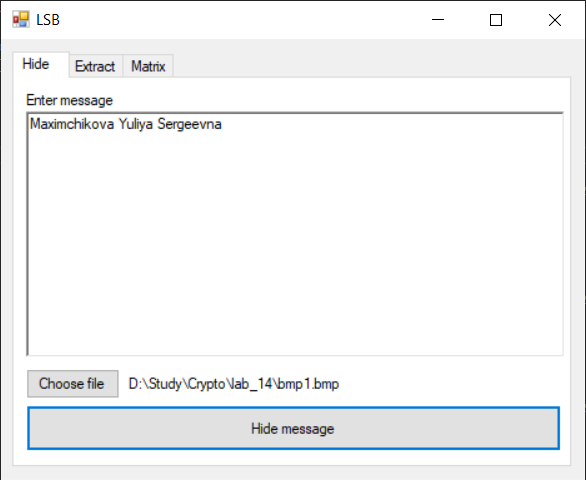 LSB
Hide Extract Matrix
Enter message
Maximchikova Yuliya Sergeevna
Choose file D:\Study\Crypto\lab_14\bmp1.bmp
Hide message